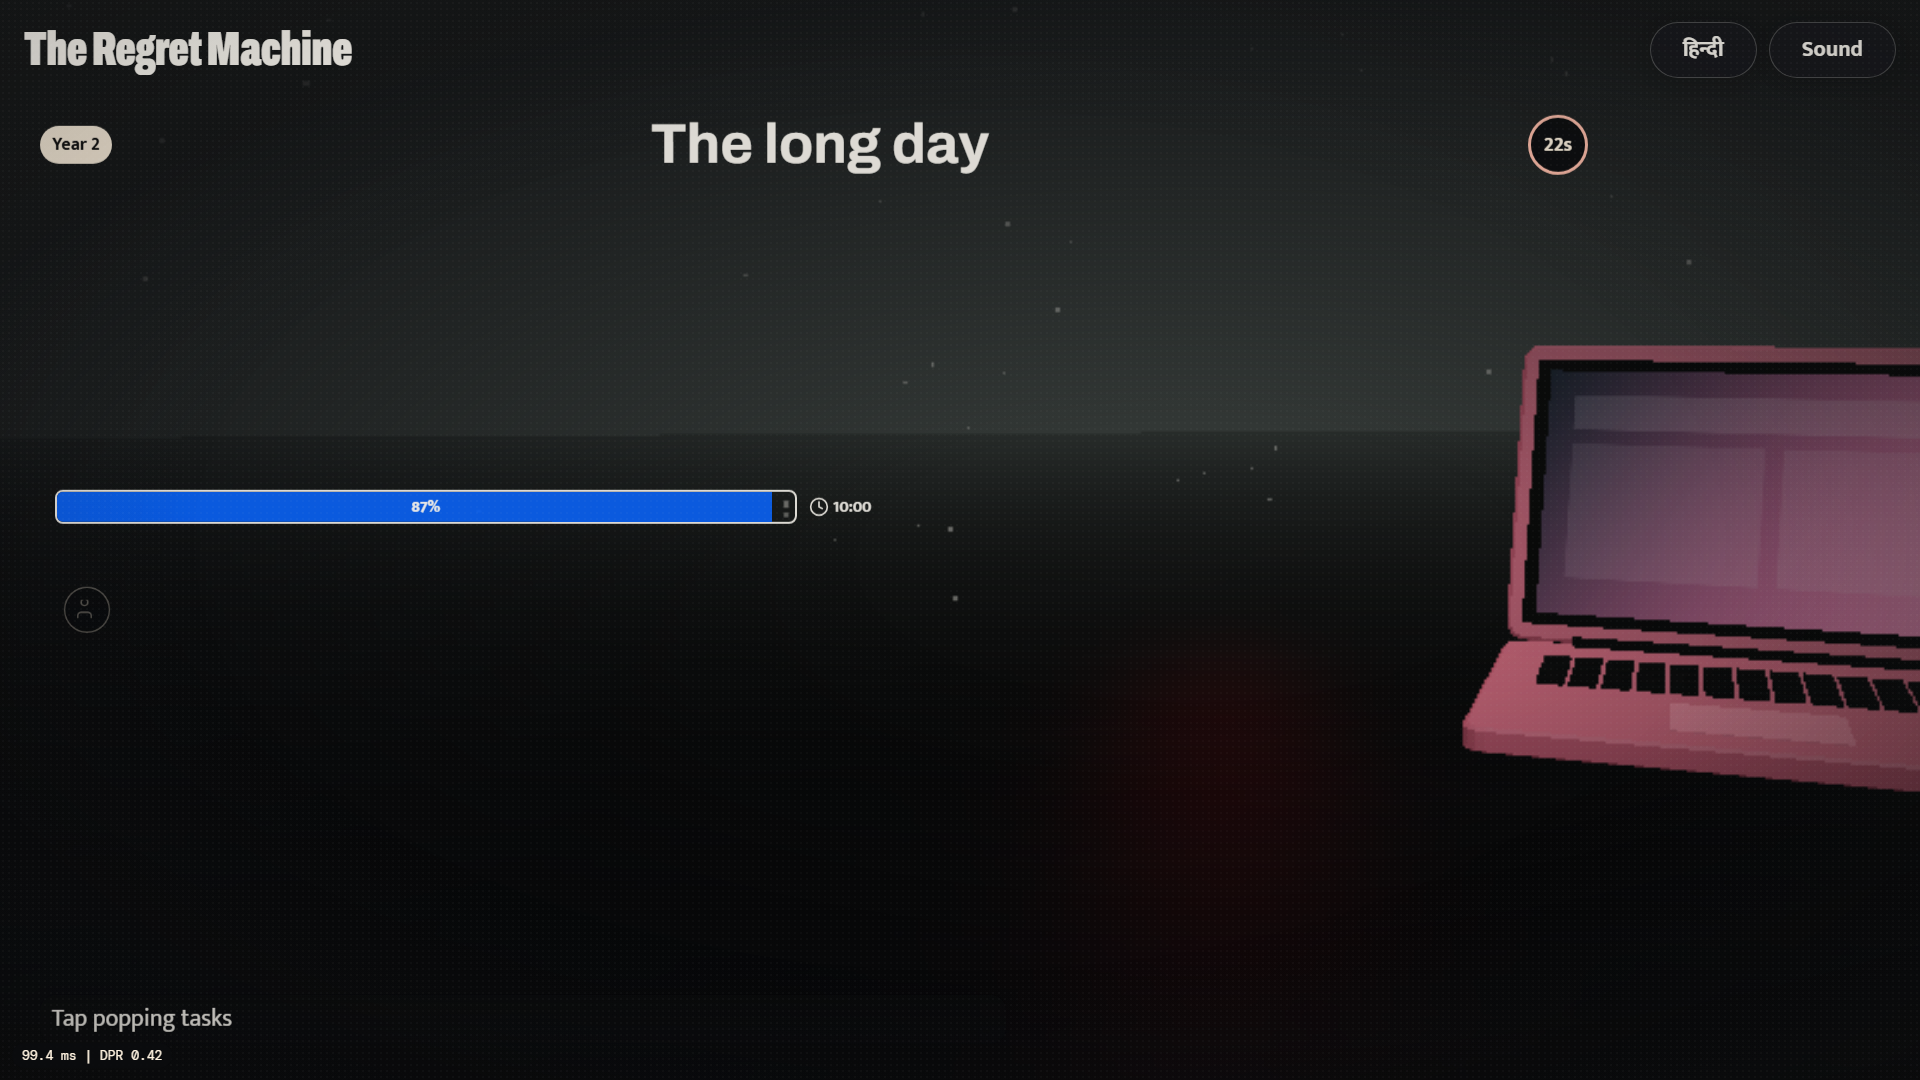 The Regret Machine
हिन्दी
Sound
Year 2
The long day
22s
87%
10:00
Tap popping tasks
99.4 ms | DPR 0.42